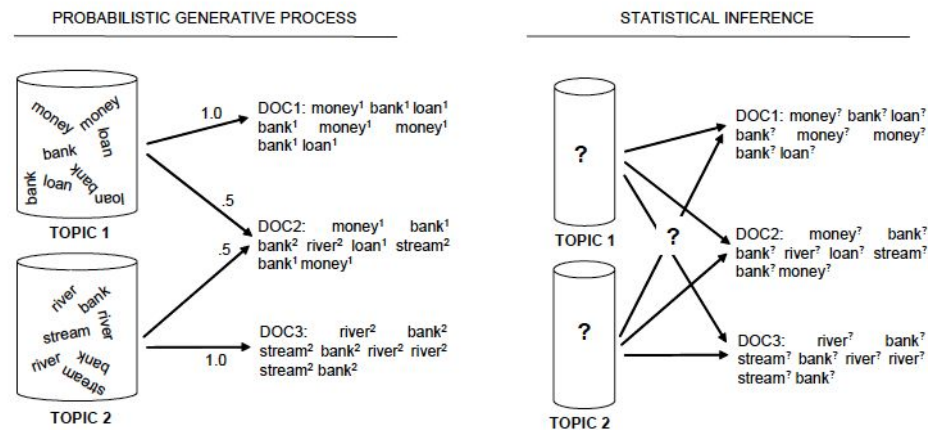 PROBABILISTIC GENERATIVE PROCESS
money
money
loan
bank
bank
loan
bank
loan
TOPIC 1
river
bank
river
stream
river
bank
stream
TOPIC 2
1.0
.5
.5
1.0
DOC1: money¹ bank¹ loan¹
bank¹ money¹ money¹
bank¹ loan¹
DOC2: money¹ bank¹
bank² river² loan¹ stream²
bank¹ money¹
DOC3: river² bank²
stream² bank² river² river²
stream² bank²
STATISTICAL INFERENCE
?
TOPIC 1
?
TOPIC 2
?
DOC1: money? bank? loan?
bank? money? money?
bank? loan?
DOC2: money? bank?
bank? river? loan? stream?
bank? money?
DOC3: river? bank?
stream? bank? river? river?
stream? bank?